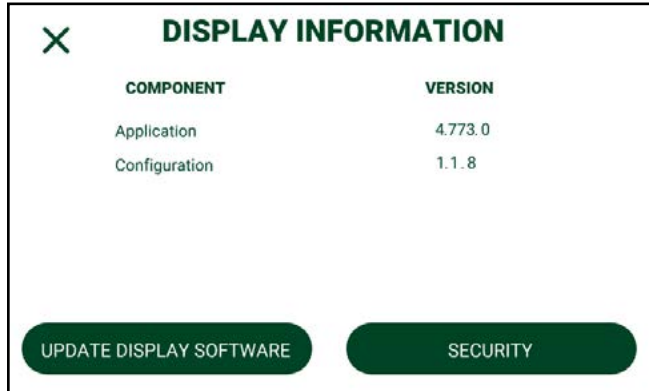 DISPLAY INFORMATION
COMPONENT VERSION
Application 4.773.0
Configuration 1.1.8
UPDATE DISPLAY SOFTWARE SECURITY